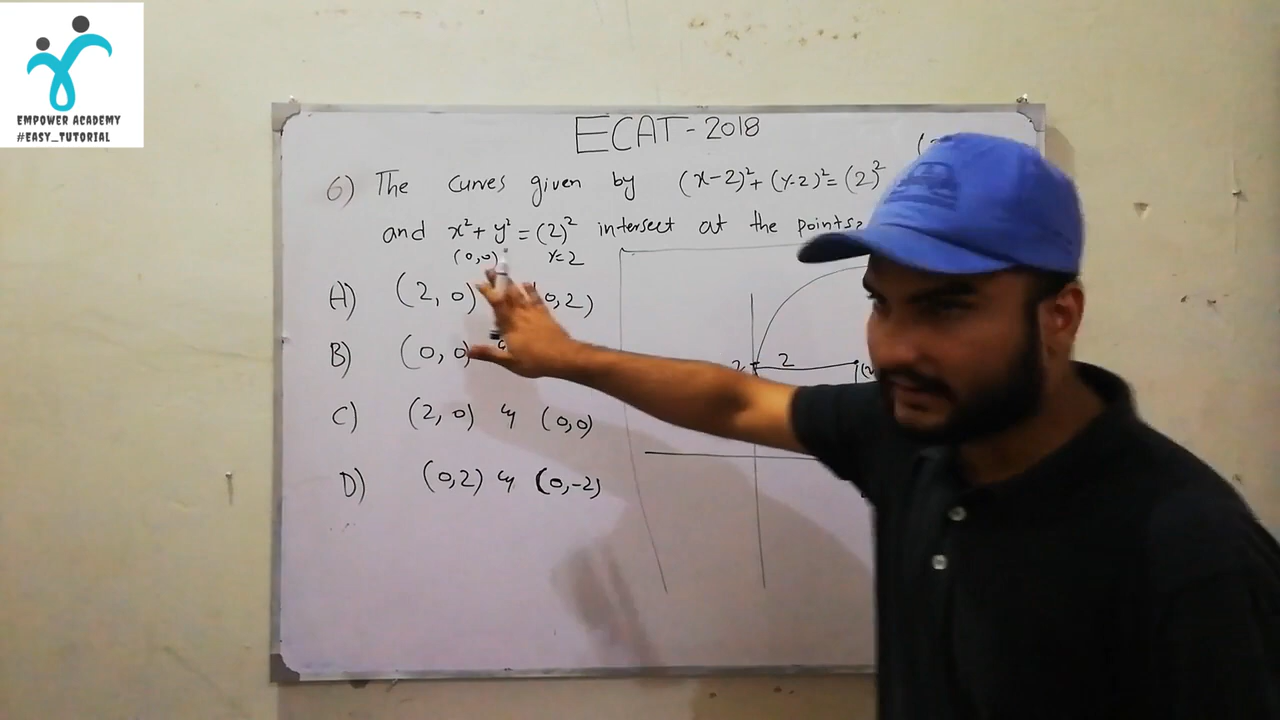 EMPOWER ACADEMY
#EASY_TUTORIAL
ECAT-2018
6) The curves given by (x-2)²+(y-2)²=(2)²
and x²+y²=(2)² intersect at the points?
(0,0) r=2
A) (2,0) 0,2)
B) (0,0)
C) (2,0) & (0,0)
D) (0,2) & (0,-2)
2 2